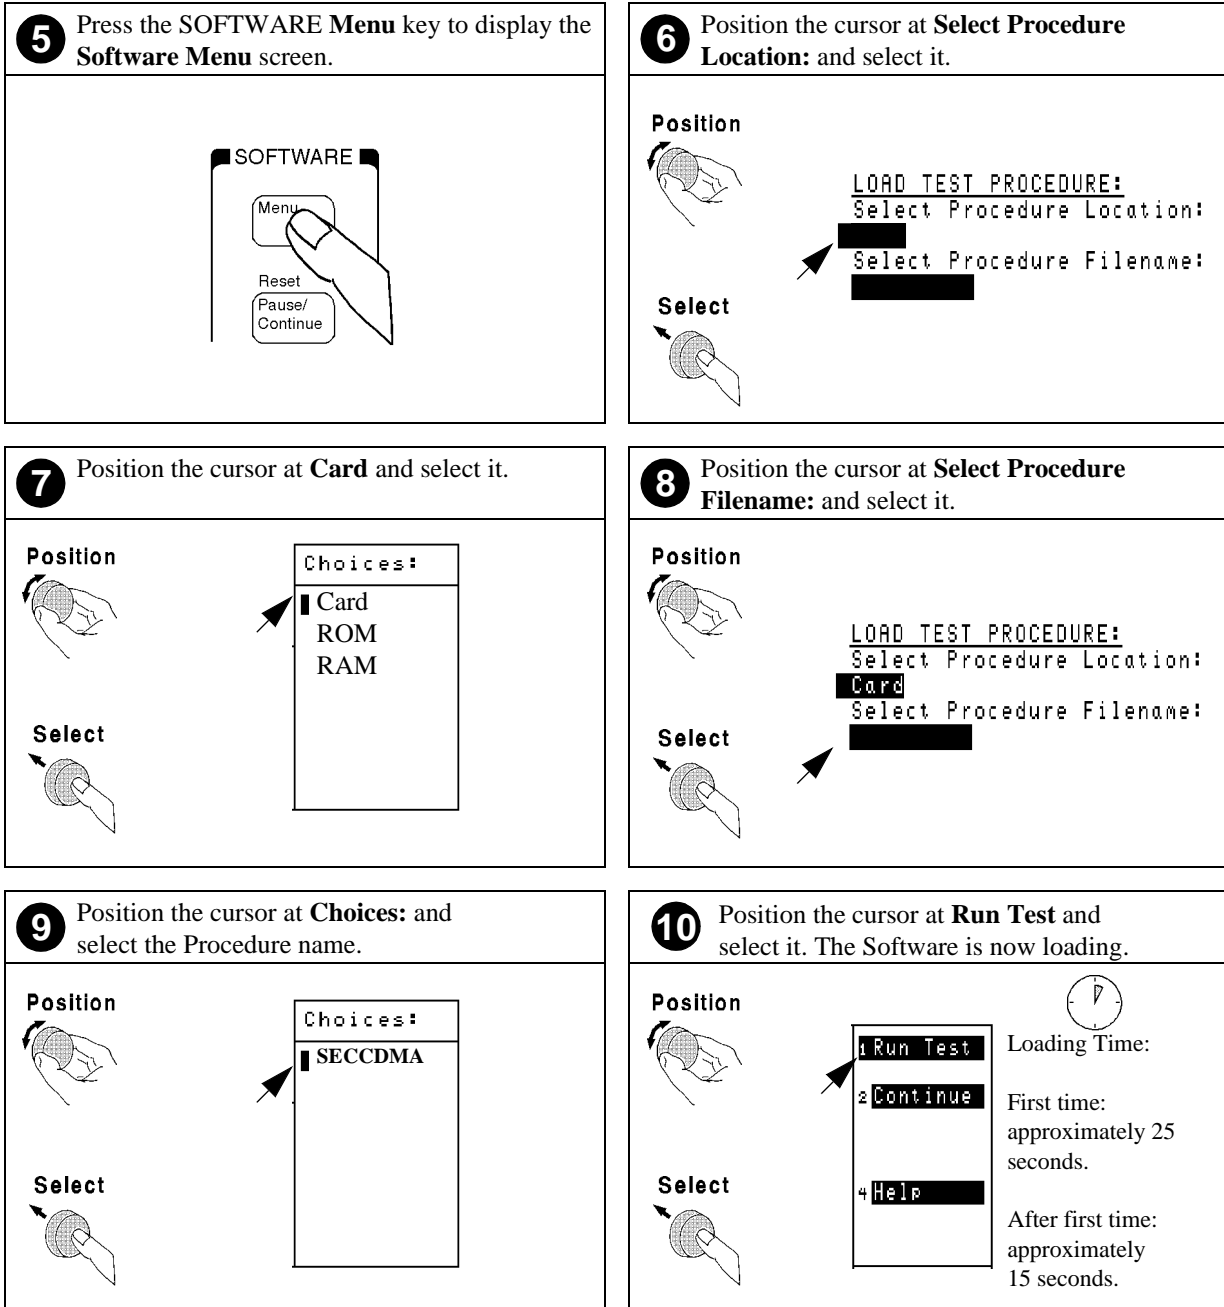 5
Press the SOFTWARE Menu key to display the
Software Menu screen.
SOFTWARE
Menu
Reset
Pause/
Continue
6
Position the cursor at Select Procedure
Location: and select it.
Position
Select
LOAD TEST PROCEDURE:
Select Procedure Location:
Select Procedure Filename:
7
Position the cursor at Card and select it.
Position
Select
Choices:
Card
ROM
RAM
8
Position the cursor at Select Procedure
Filename: and select it.
Position
Select
LOAD TEST PROCEDURE:
Select Procedure Location:
Card
Select Procedure Filename:
9
Position the cursor at Choices: and
select the Procedure name.
Position
Select
Choices:
SECCDMA
10
Position the cursor at Run Test and
select it. The Software is now loading.
Position
Select
1 Run Test
2 Continue
4 Help
Loading Time:
First time:
approximately 25
seconds.
After first time:
approximately
15 seconds.